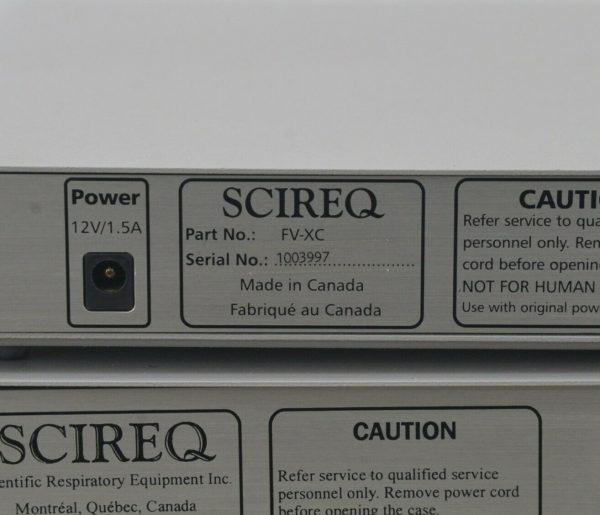 Power
12V/1.5A
SCIREQ
Part No.: FV-XC
Serial No.: 1003997
Made in Canada
Fabriqué au Canada
CAUTI
Refer service to qua
personnel only. Rem
cord before openin
NOT FOR HUMAN
Use with original pow
SCIREQ
entific Respiratory Equipment Inc.
Montréal, Québec, Canada
CAUTION
Refer service to qualified service
personnel only. Remove power cord
before opening the case.